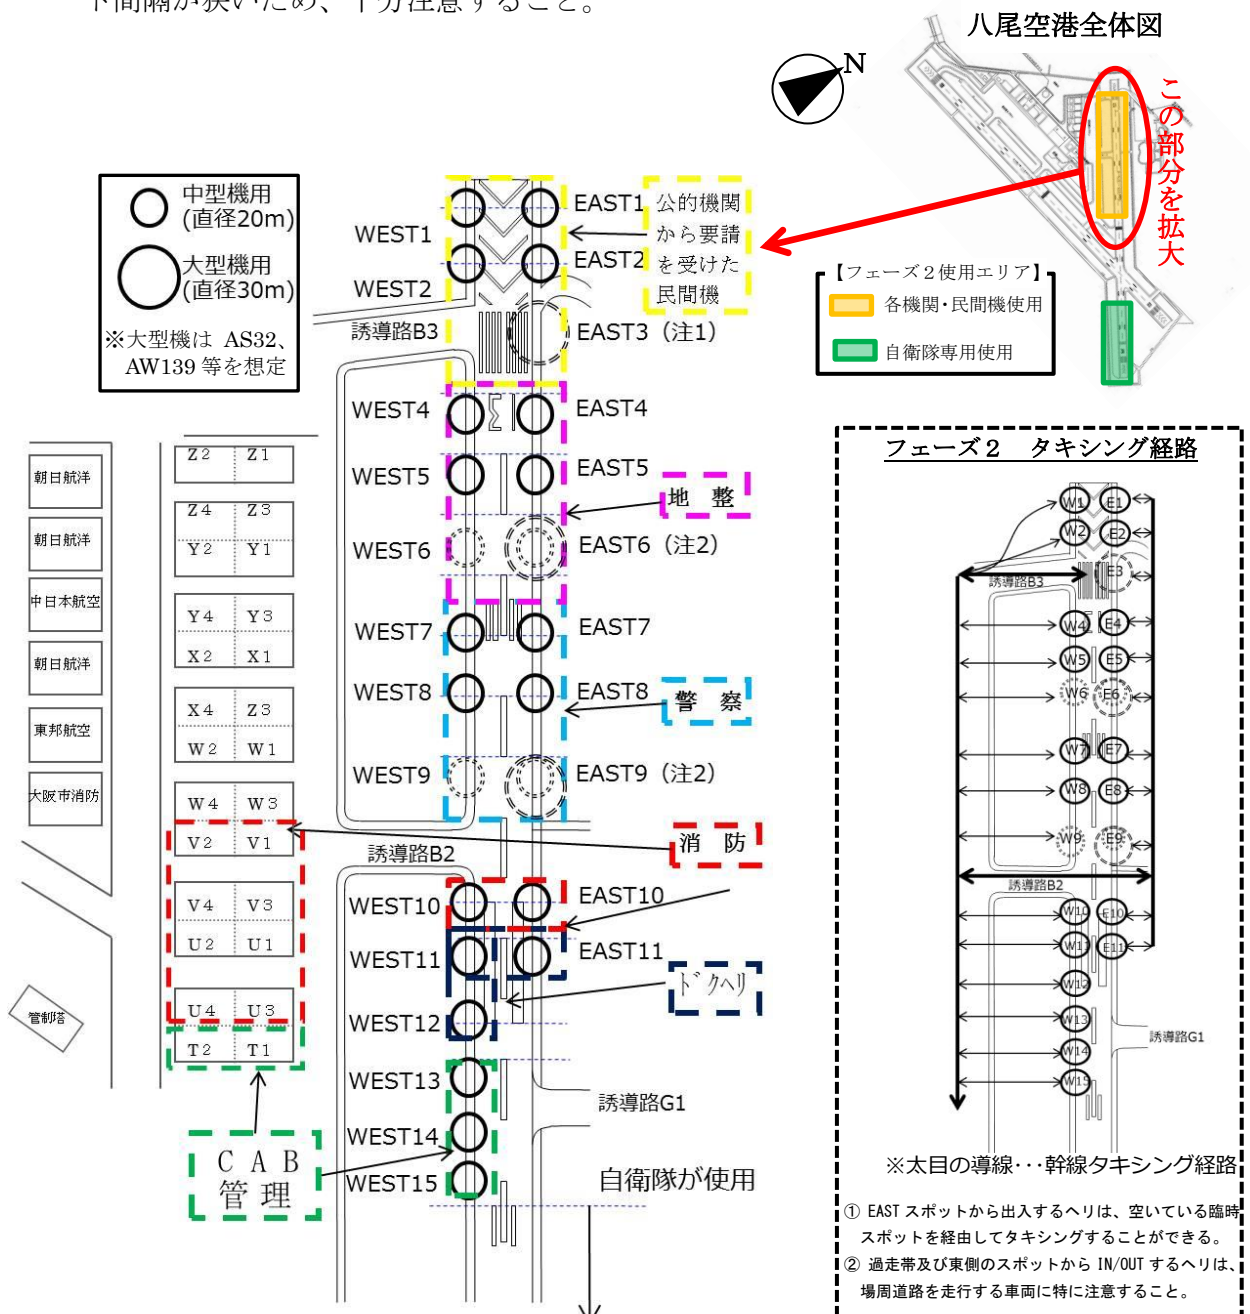 ド間隔が狭いため、十分注意すること。
八尾空港全体図
N
この部分を拡大
【フェーズ２使用エリア】
各機関・民間機使用
自衛隊専用使用
中型機用
(直径20m)
大型機用
(直径30m)
※大型機は AS32、
AW139 等を想定
公的機関
から要請
を受けた
民間機
EAST1
WEST1
EAST2
WEST2
誘導路B3
EAST3（注1）
WEST4
EAST4
WEST5
EAST5
地　整
WEST6
EAST6（注2）
WEST7
EAST7
WEST8
EAST8
警　察
WEST9
EAST9（注2）
消　防
誘導路B2
WEST10
EAST10
WEST11
EAST11
ドクヘリ
WEST12
WEST13
誘導路G1
WEST14
WEST15
自衛隊が使用
ＣＡＢ
管理
朝日航洋
朝日航洋
中日本航空
朝日航洋
東邦航空
大阪市消防
管制塔
Z2 Z1
Z4 Z3
Y2 Y1
Y4 Y3
X2 X1
X4 Z3
W2 W1
W4 W3
V2 V1
V4 V3
U2 U1
U4 U3
T2 T1
フェーズ２　タキシング経路
W1 E1
W2 E2
誘導路B3 E3
W4 E4
W5 E5
W6 E6
W7 E7
W8 E8
W9 E9
誘導路B2
W10 E10
W11 E11
W12
W13
誘導路G1
W14
W15
※太目の導線･･･幹線タキシング経路
① EAST スポットから出入するヘリは、空いている臨時
スポットを経由してタキシングすることができる。
② 過走帯及び東側のスポットから IN/OUT するヘリは、
場周道路を走行する車両に特に注意すること。